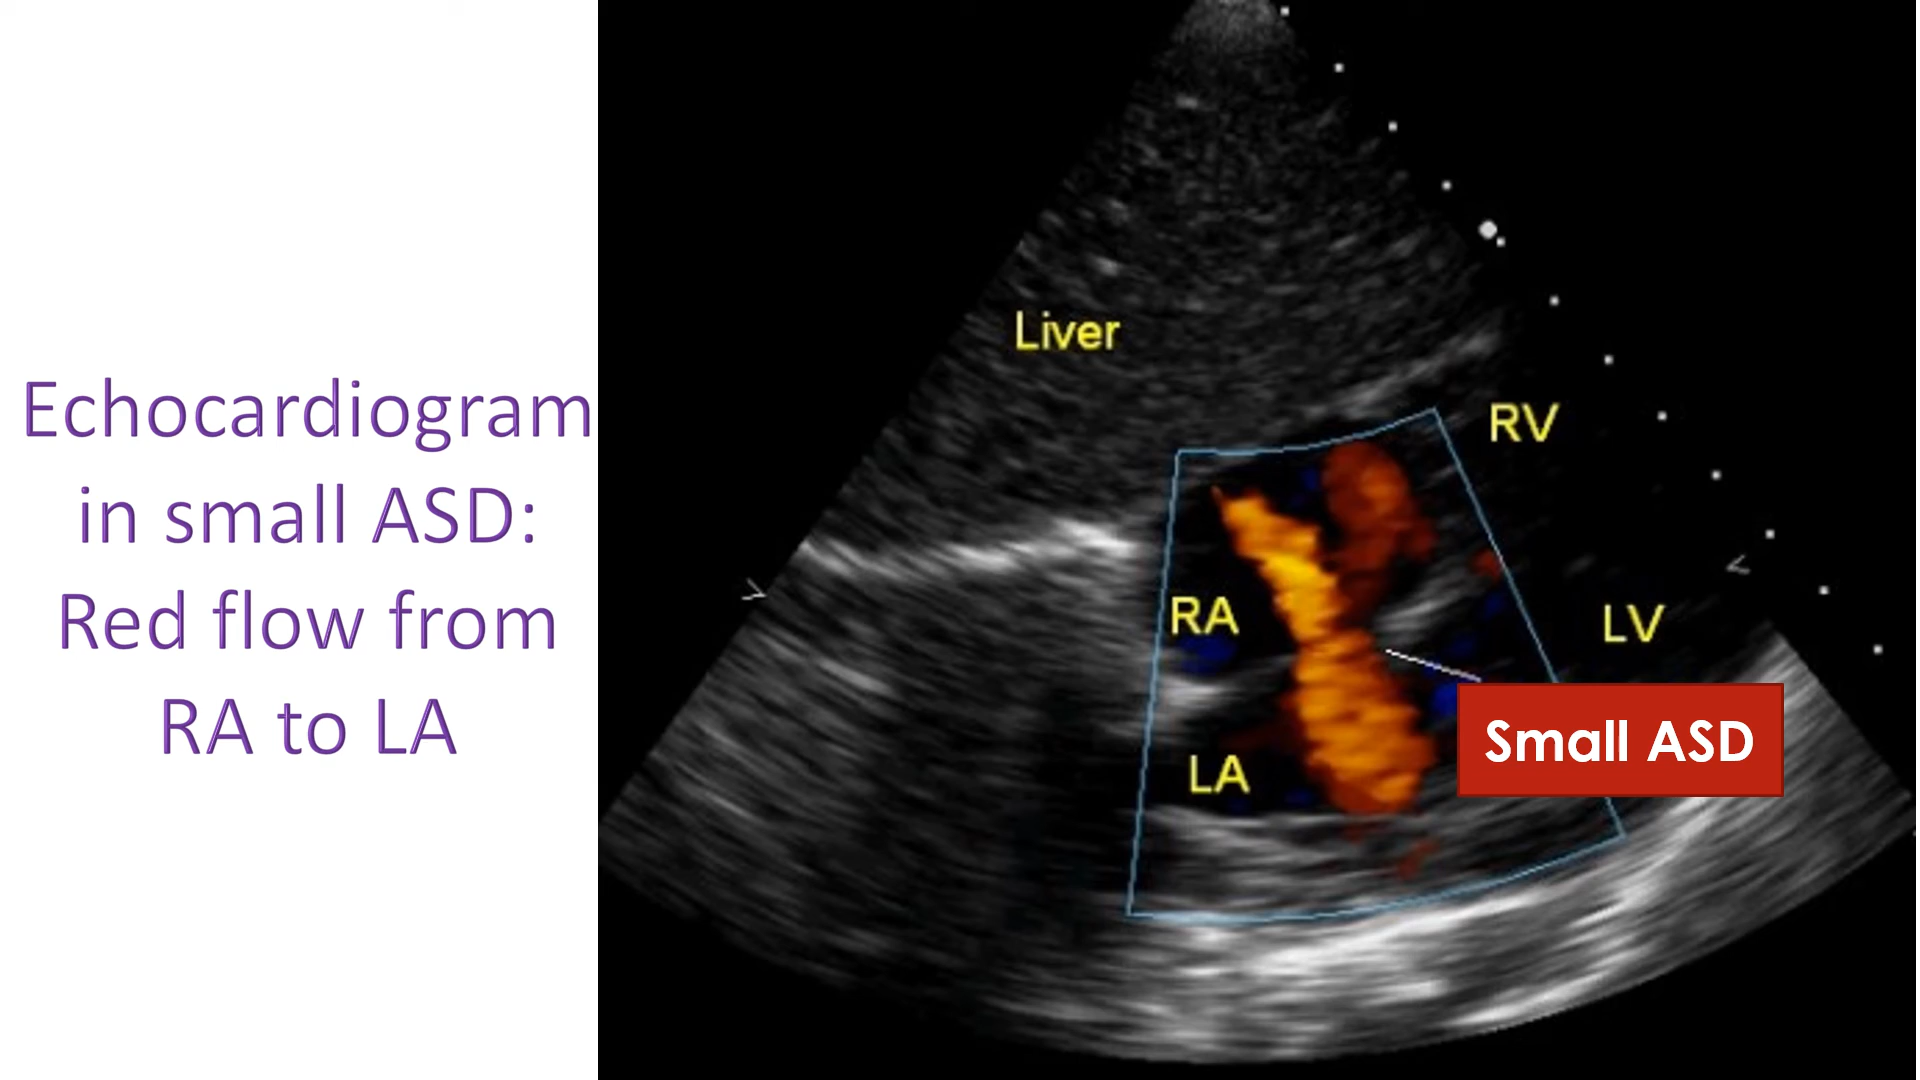 Echocardiogram
in small ASD:
Red flow from
RA to LA
Liver
RV
RA
LV
Small ASD
LA